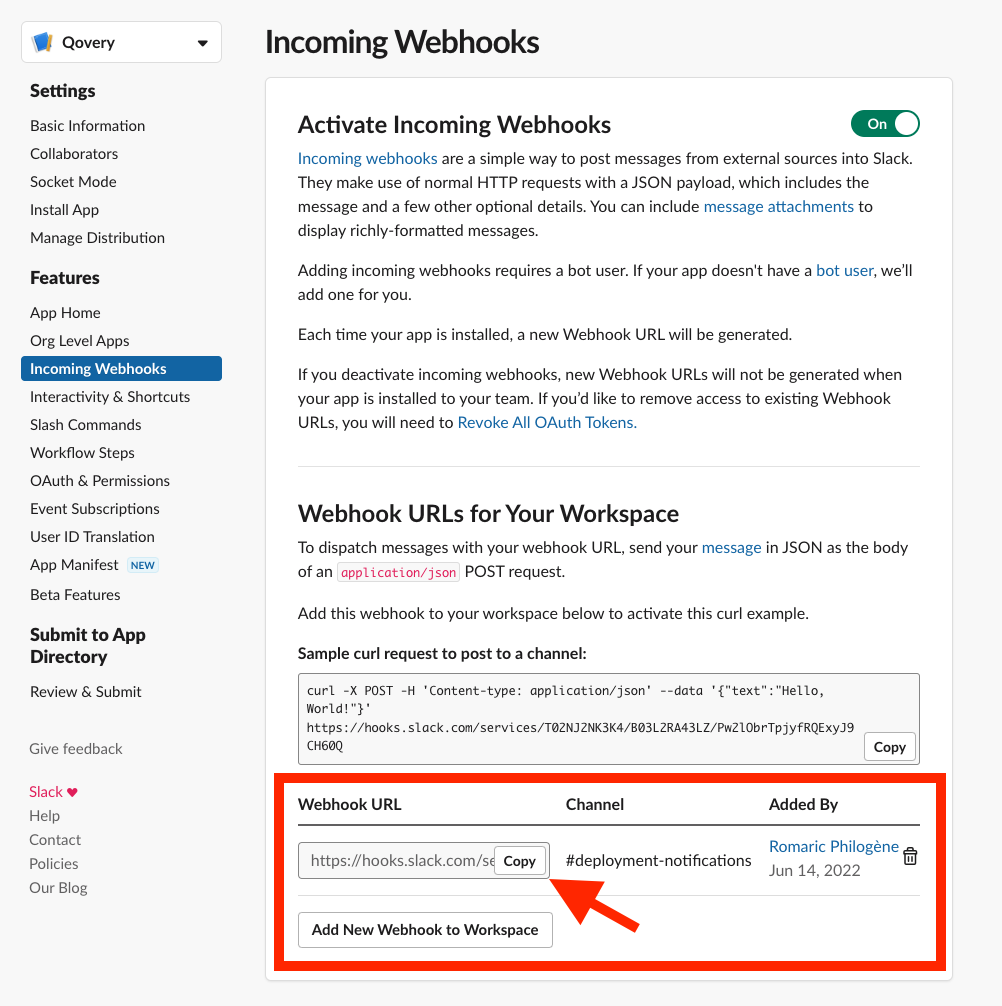 Qovery
Settings
Basic Information
Collaborators
Socket Mode
Install App
Manage Distribution
Features
App Home
Org Level Apps
Incoming Webhooks
Interactivity & Shortcuts
Slash Commands
Workflow Steps
OAuth & Permissions
Event Subscriptions
User ID Translation
App Manifest NEW
Beta Features
Submit to App
Directory
Review & Submit
Give feedback
Slack ♥
Help
Contact
Policies
Our Blog
Incoming Webhooks
Activate Incoming Webhooks
On
Incoming webhooks are a simple way to post messages from external sources into Slack.
They make use of normal HTTP requests with a JSON payload, which includes the
message and a few other optional details. You can include message attachments to
display richly-formatted messages.
Adding incoming webhooks requires a bot user. If your app doesn't have a bot user, we’ll
add one for you.
Each time your app is installed, a new Webhook URL will be generated.
If you deactivate incoming webhooks, new Webhook URLs will not be generated when
your app is installed to your team. If you’d like to remove access to existing Webhook
URLs, you will need to Revoke All OAuth Tokens.
Webhook URLs for Your Workspace
To dispatch messages with your webhook URL, send your message in JSON as the body
of an application/json POST request.
Add this webhook to your workspace below to activate this curl example.
Sample curl request to post to a channel:
curl -X POST -H 'Content-type: application/json' --data '{"text":"Hello,
World!"}'
https://hooks.slack.com/services/T02NJ2NK3K4/B03L2RA43LZ/Pw2lObrTpjyfRQExyJ9
CH60Q
Copy
Webhook URL Channel Added By
https://hooks.slack.com/se Copy #deployment-notifications Romaric Philogène
Jun 14, 2022
Add New Webhook to Workspace